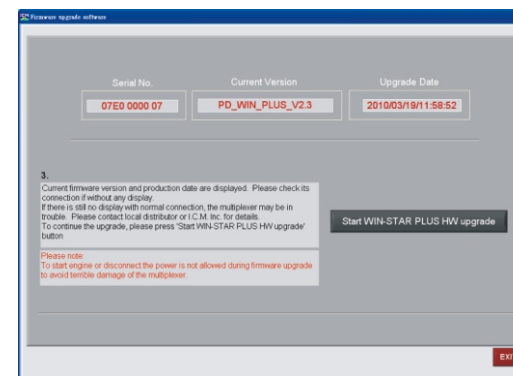 Firmware upgrade software
Serial No. Current Version Upgrade Date
07E0 0000 07 PD_WIN_PLUS_V2.3 2010/03/19/11:58:52
3.
Current firmware version and production date are displayed. Please check its
connection if without any display.
If there is still no display with normal connection, the multiplexer may be in
trouble. Please contact local distributor or I.C.M. Inc. for details.
To continue the upgrade, please press 'Start WIN-STAR PLUS HW upgrade'
button
Start WIN-STAR PLUS HW upgrade
Please note:
To start engine or disconnect the power is not allowed during firmware upgrade
to avoid terrible damage of the multiplexer.
EXI